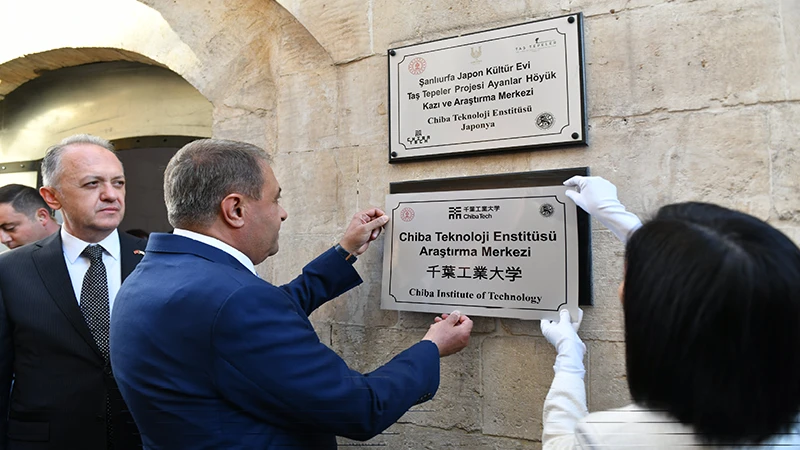 TAŞ TEPELER
Şanlıurfa Japon Kültür Evi
Taş Tepeler Projesi Ayanlar Höyük
Kazı ve Araştırma Merkezi
Chiba Teknoloji Enstitüsü
Japonya
千葉工業大学
ChibaTech
Chiba Teknoloji Enstitüsü
Araştırma Merkezi
千葉工業大学
Chiba Institute of Technology